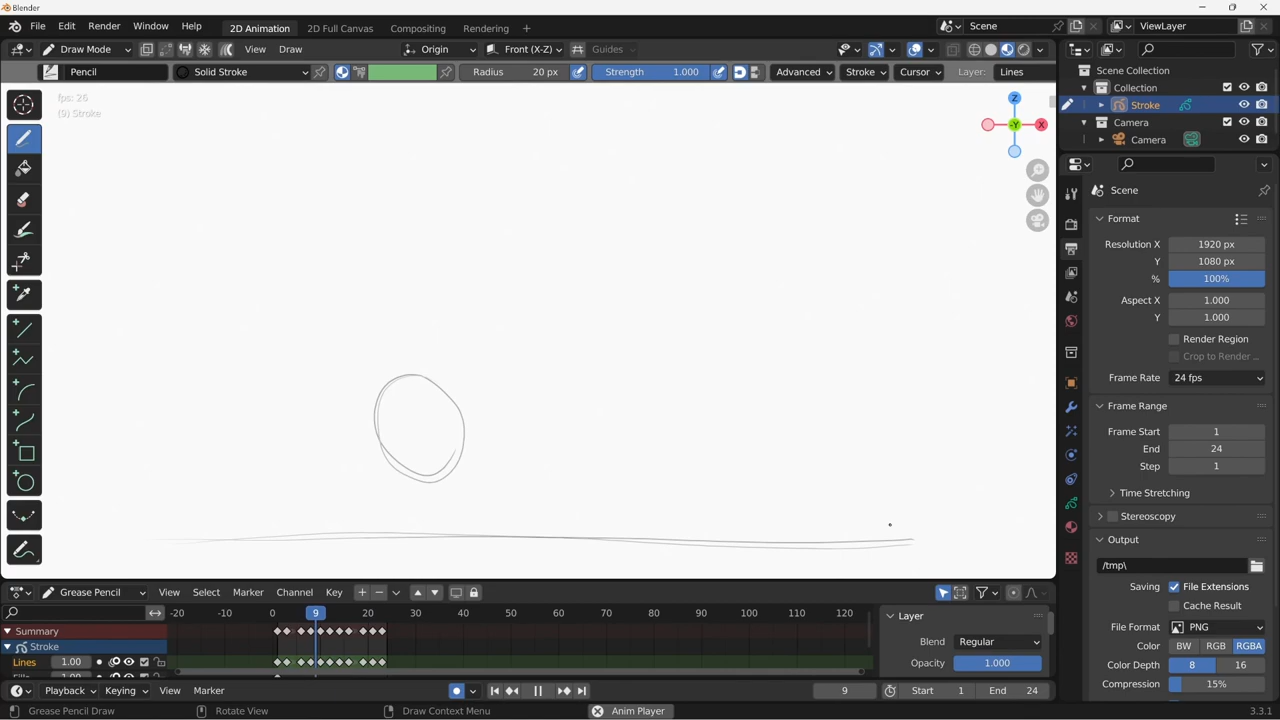 Blender
File Edit Render Window Help 2D Animation 2D Full Canvas Compositing Rendering + Scene ViewLayer
Draw Mode View Draw Origin Front (X-Z) Guides
Pencil Solid Stroke Radius 20 px Strength 1.000 Advanced Stroke Cursor Layer: Lines
fps: 26
(9) Stroke
Z
-Y
X
Scene Collection
Collection
Stroke
Camera
Camera
Scene
Format
Resolution X 1920 px
Y 1080 px
% 100%
Aspect X 1.000
Y 1.000
Render Region
Crop to Render ...
Frame Rate 24 fps
Frame Range
Frame Start 1
End 24
Step 1
Time Stretching
Stereoscopy
Output
/tmp\
Saving File Extensions
Cache Result
File Format PNG
Color BW RGB RGBA
Color Depth 8 16
Compression 15%
Grease Pencil View Select Marker Channel Key
-20 -10 0 9 20 30 40 50 60 70 80 90 100 110 120
Summary
Stroke
Lines 1.00
Layer
Blend Regular
Opacity 1.000
Playback Keying View Marker 9 Start 1 End 24
Grease Pencil Draw Rotate View Draw Context Menu Anim Player 3.3.1